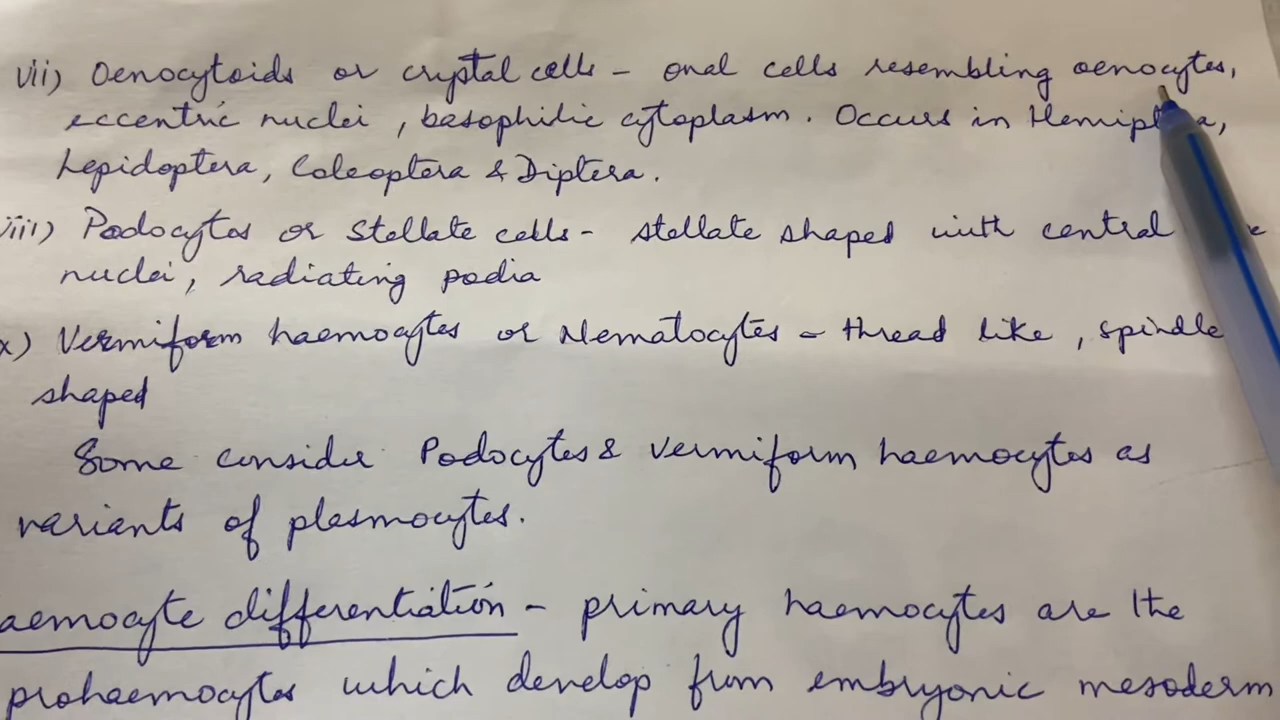 vii) Oenocytoids or crystal cells - onal cells resembling oenocytes,
eccentric nuclei, basophilic cytoplasm. Occurs in
Lepidoptera, Coleoptera & Diptera.
viii) Podocytes or Stellate cells - stellate shaped with central
nuclei, radiating podia
x) Vermiform haemocytes or Nematocytes - thread like, spindle
shaped
Some consider Podocytes & vermiform haemocytes as
variants of plasmocytes.
aemocyte differentiation - primary haemocytes are the
prohaemocytes which develop from embryonic mesoderm